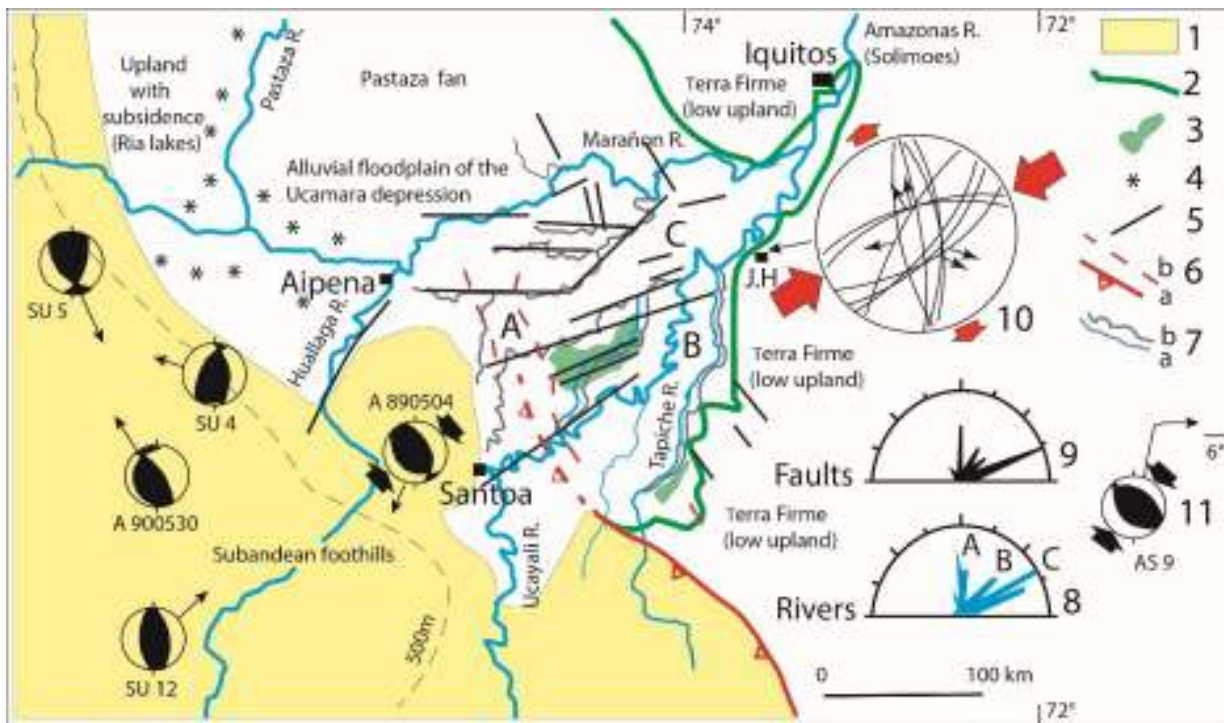 74°
72°
Amazonas R.
(Solimoes)
1
Iquitos
Upland
with
subsidence
(Ria lakes)
Pastaza R.
Pastaza fan
Terra Firme
(low upland)
2
Marañon R.
3
Alluvial floodplain of the
Ucamara depression
4
C
5
SU 5
Aipena
J.H
b
6
a
10
A
B
b
7
a
Huallaga R.
Terra Firme
(low upland)
SU 4
A 890504
Tapiche R.
Faults
9
6°
Santpa
A 900530
11
Terra Firme
(low upland)
Subandean foothills
Ucayali R.
A
B
C
AS 9
Rivers
8
500m
SU 12
0
100 km
72°